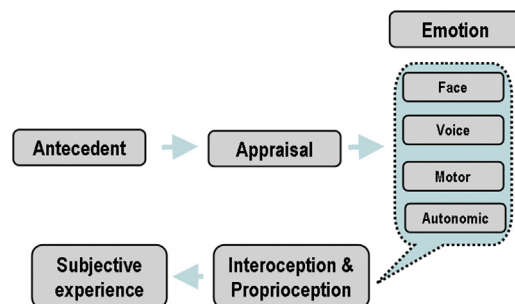 Emotion
Face
Voice
Antecedent
Appraisal
Motor
Autonomic
Subjective
experience
Interoception &
Proprioception